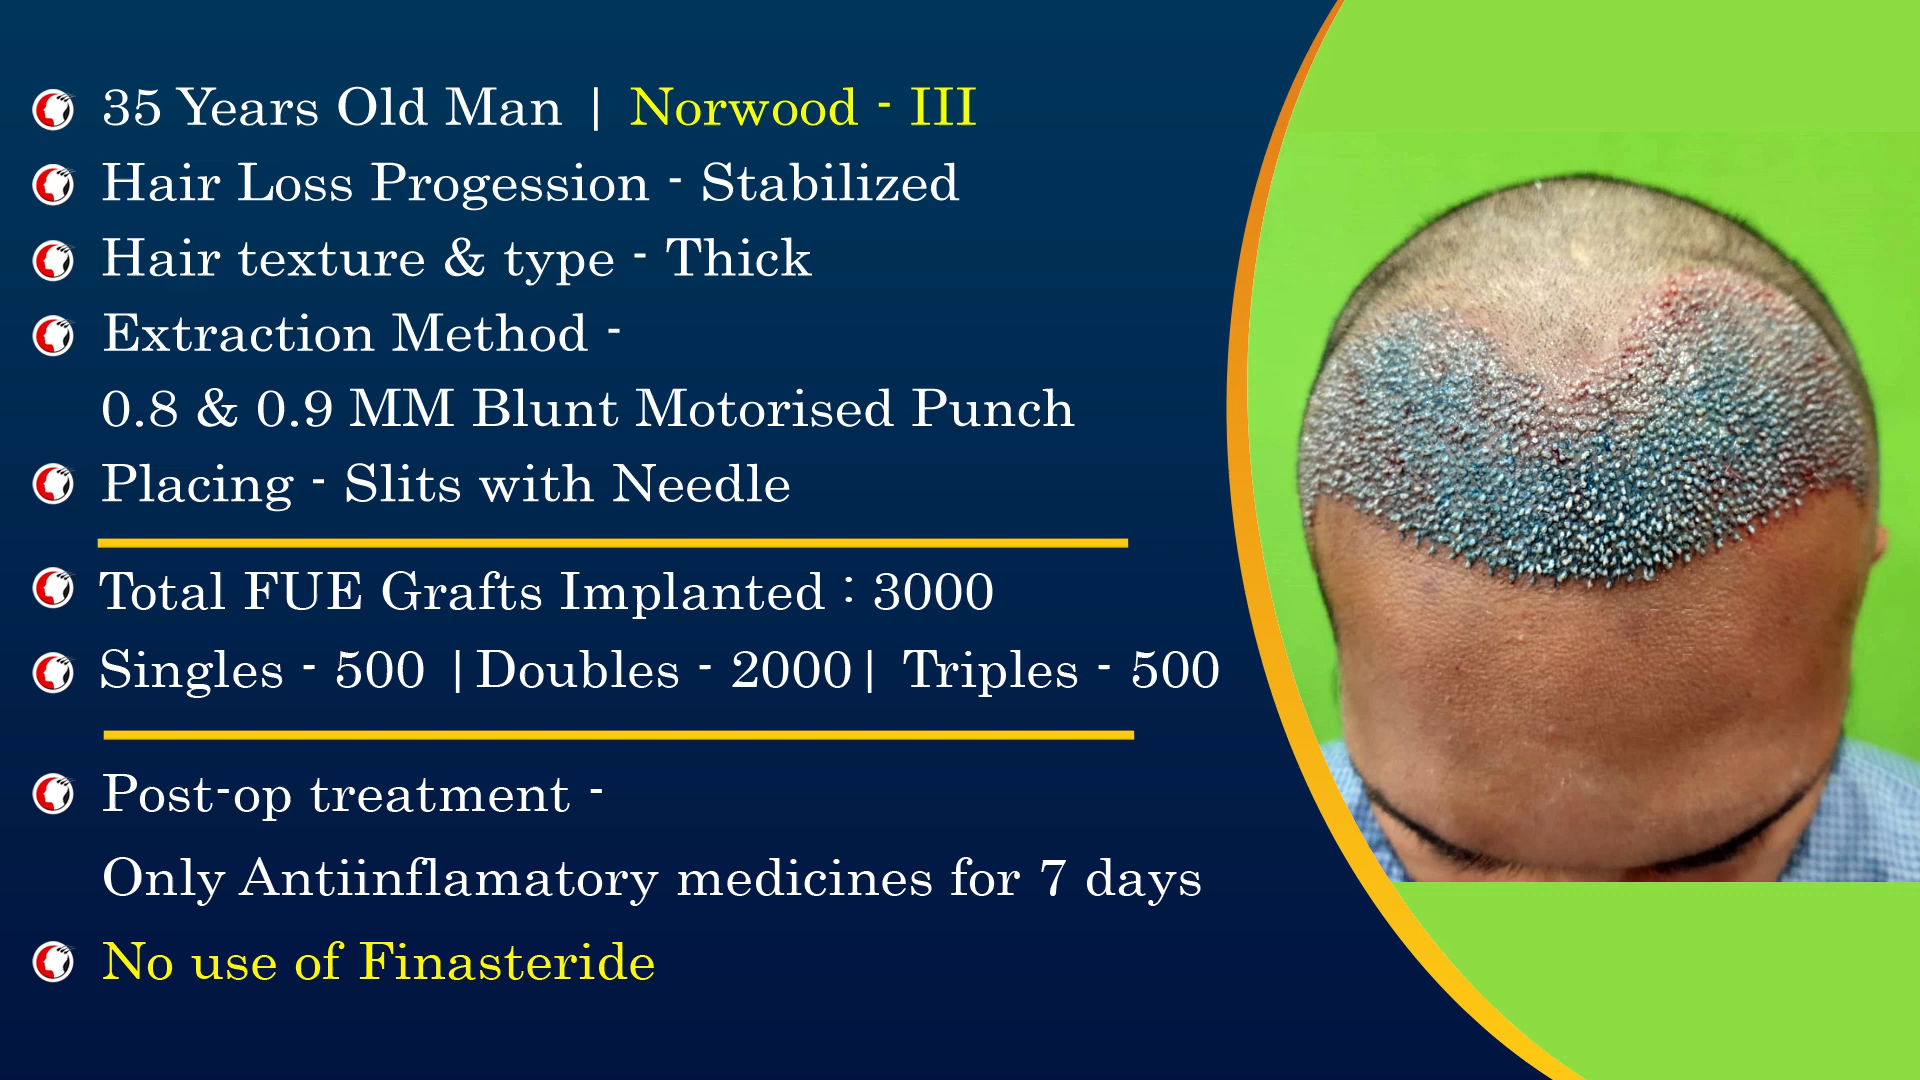 35 Years Old Man | Norwood - III
Hair Loss Progession - Stabilized
Hair texture & type - Thick
Extraction Method -
0.8 & 0.9 MM Blunt Motorised Punch
Placing - Slits with Needle
Total FUE Grafts Implanted : 3000
Singles - 500 |Doubles - 2000| Triples - 500
Post-op treatment -
Only Antiinflamatory medicines for 7 days
No use of Finasteride